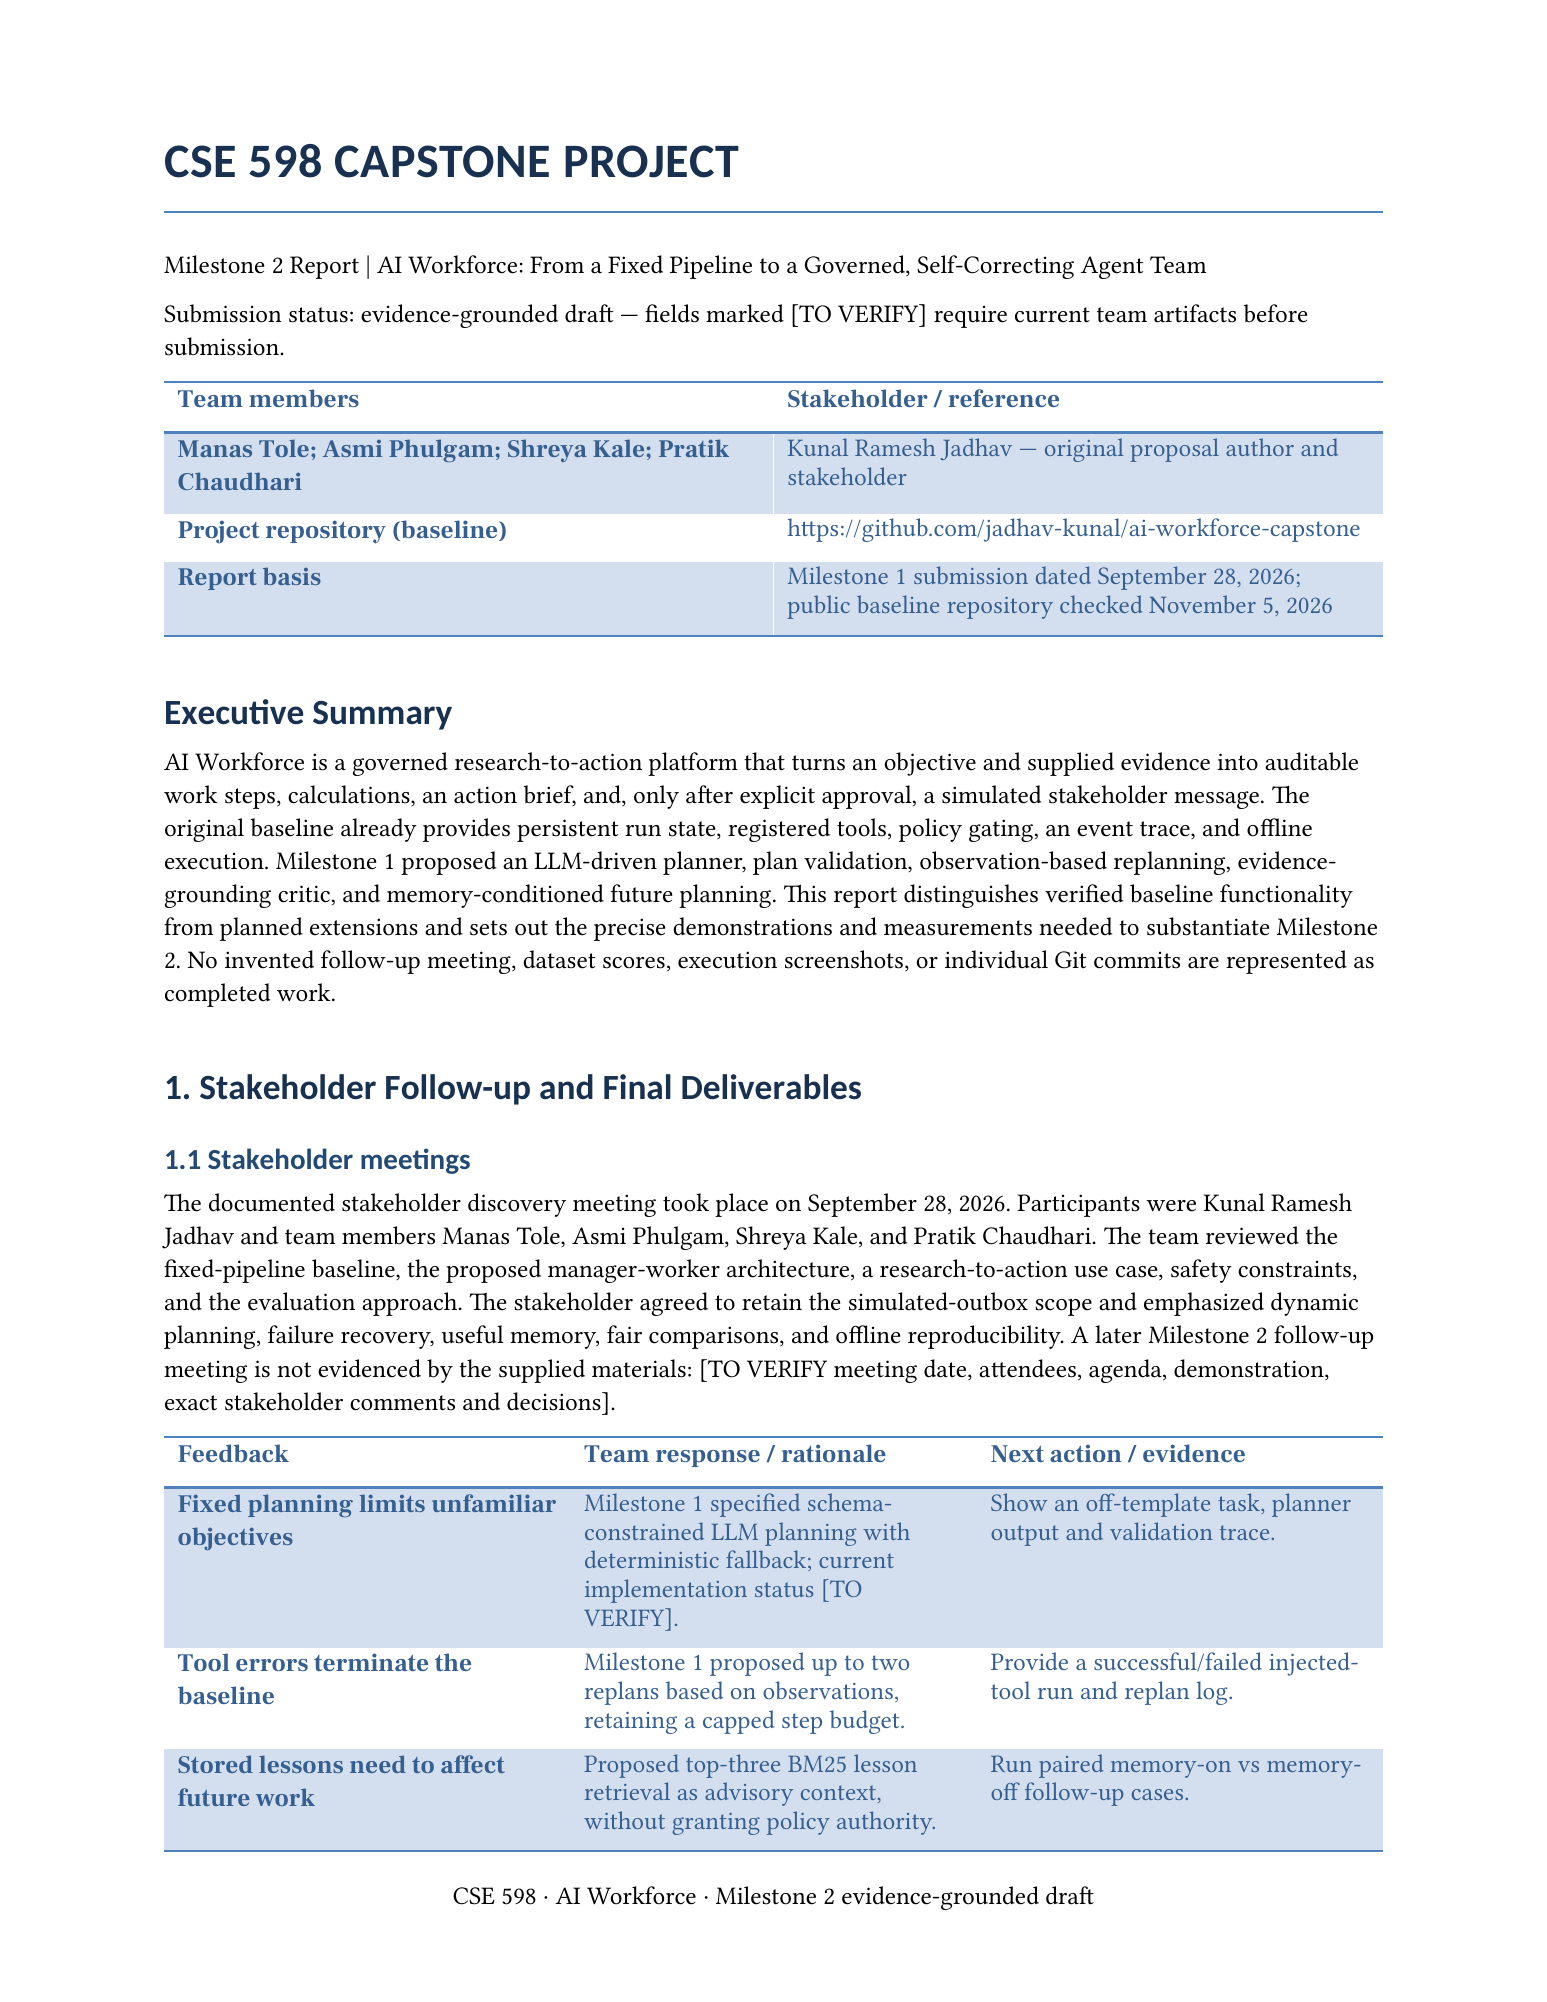 CSE 598 CAPSTONE PROJECT
Milestone 2 Report | AI Workforce: From a Fixed Pipeline to a Governed, Self-Correcting Agent Team
Submission status: evidence-grounded draft — fields marked [TO VERIFY] require current team artifacts before
submission.
Team members
Stakeholder / reference
Manas Tole; Asmi Phulgam; Shreya Kale; Pratik
Chaudhari
Kunal Ramesh Jadhav — original proposal author and
stakeholder
Project repository (baseline)
https://github.com/jadhav-kunal/ai-workforce-capstone
Report basis
Milestone 1 submission dated September 28, 2026;
public baseline repository checked November 5, 2026
Executive Summary
AI Workforce is a governed research-to-action platform that turns an objective and supplied evidence into auditable
work steps, calculations, an action brief, and, only after explicit approval, a simulated stakeholder message. The
original baseline already provides persistent run state, registered tools, policy gating, an event trace, and offline
execution. Milestone 1 proposed an LLM-driven planner, plan validation, observation-based replanning, evidence-
grounding critic, and memory-conditioned future planning. This report distinguishes verified baseline functionality
from planned extensions and sets out the precise demonstrations and measurements needed to substantiate Milestone
2. No invented follow-up meeting, dataset scores, execution screenshots, or individual Git commits are represented as
completed work.
1. Stakeholder Follow-up and Final Deliverables
1.1 Stakeholder meetings
The documented stakeholder discovery meeting took place on September 28, 2026. Participants were Kunal Ramesh
Jadhav and team members Manas Tole, Asmi Phulgam, Shreya Kale, and Pratik Chaudhari. The team reviewed the
fixed-pipeline baseline, the proposed manager-worker architecture, a research-to-action use case, safety constraints,
and the evaluation approach. The stakeholder agreed to retain the simulated-outbox scope and emphasized dynamic
planning, failure recovery, useful memory, fair comparisons, and offline reproducibility. A later Milestone 2 follow-up
meeting is not evidenced by the supplied materials: [TO VERIFY meeting date, attendees, agenda, demonstration,
exact stakeholder comments and decisions].
Feedback
Team response / rationale
Next action / evidence
Fixed planning limits unfamiliar
objectives
Milestone 1 specified schema-
constrained LLM planning with
deterministic fallback; current
implementation status [TO
VERIFY].
Show an off-template task, planner
output and validation trace.
Tool errors terminate the
baseline
Milestone 1 proposed up to two
replans based on observations,
retaining a capped step budget.
Provide a successful/failed injected-
tool run and replan log.
Stored lessons need to affect
future work
Proposed top-three BM25 lesson
retrieval as advisory context,
without granting policy authority.
Run paired memory-on vs memory-
off follow-up cases.
CSE 598 · AI Workforce · Milestone 2 evidence-grounded draft